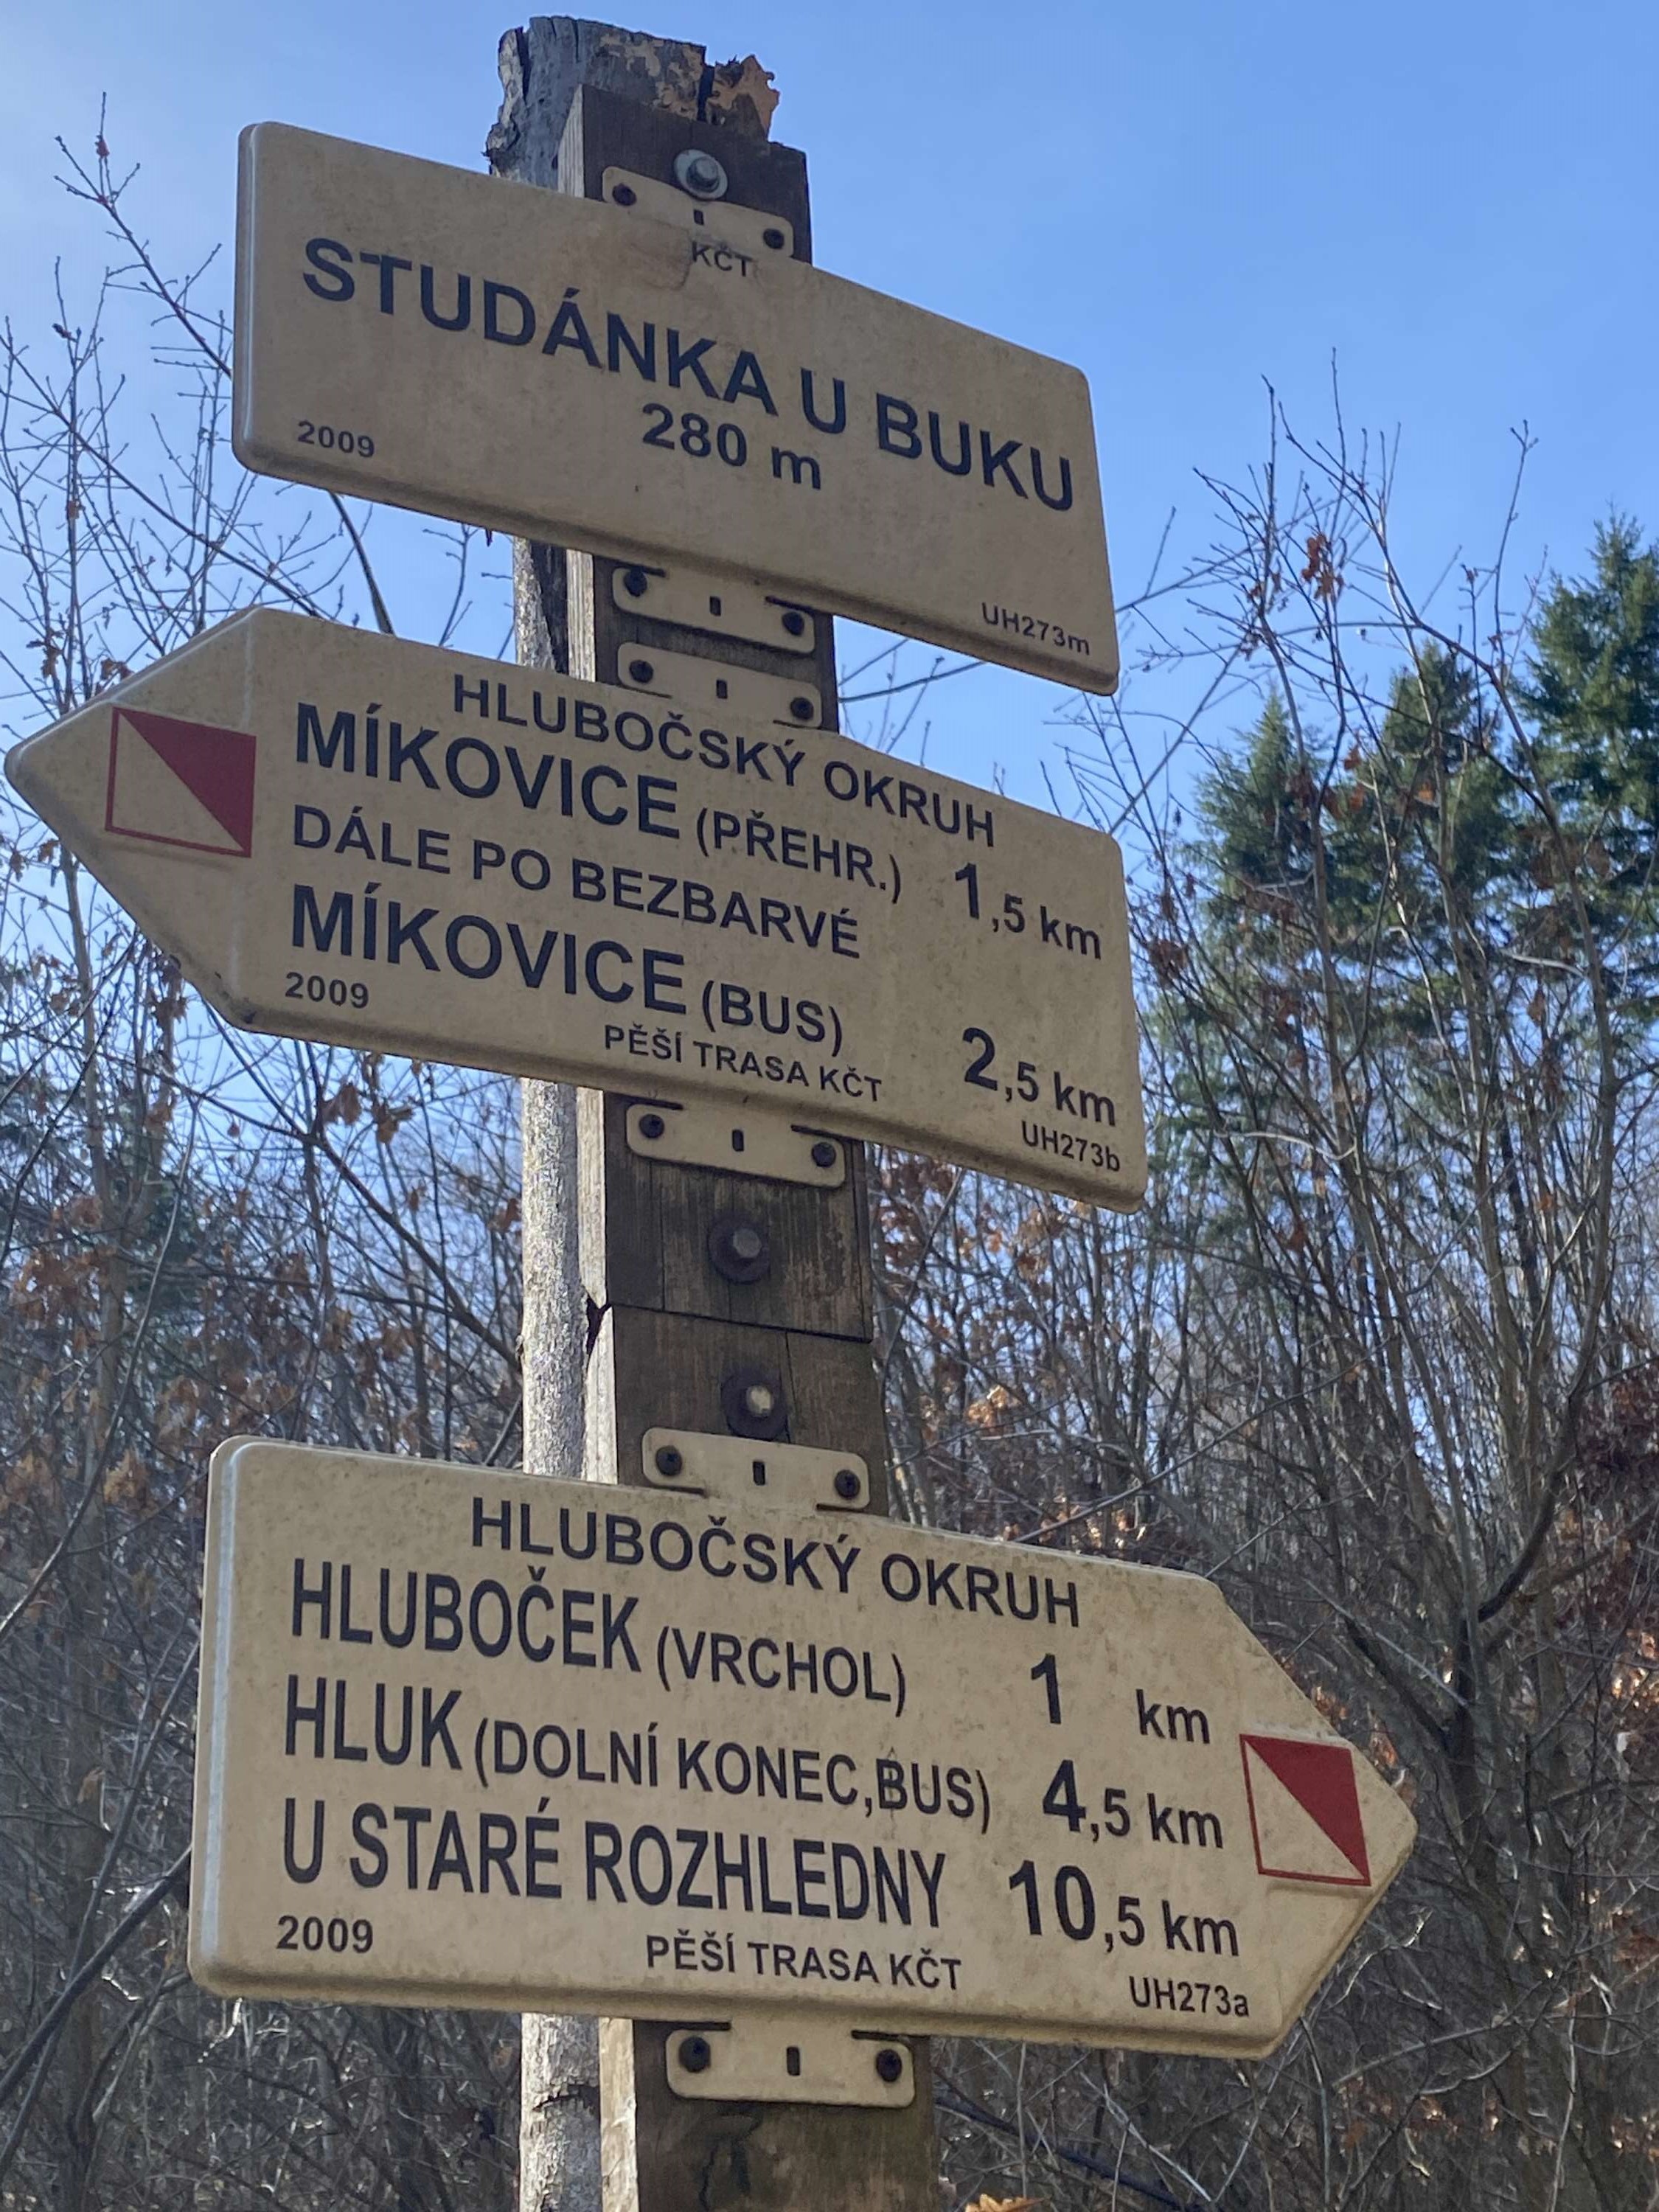 KČT
STUDÁNKA U BUKU
280 m
2009
UH273m
HLUBOČSKÝ OKRUH
MÍKOVICE (PŘEHR.) 1,5 km
DÁLE PO BEZBARVÉ
MÍKOVICE (BUS) 2,5 km
2009 PĚŠÍ TRASA KČT UH273b
HLUBOČSKÝ OKRUH
HLUBOČEK (VRCHOL) 1 km
HLUK (DOLNÍ KONEC,BUS) 4,5 km
U STARÉ ROZHLEDNY 10,5 km
2009 PĚŠÍ TRASA KČT UH273a